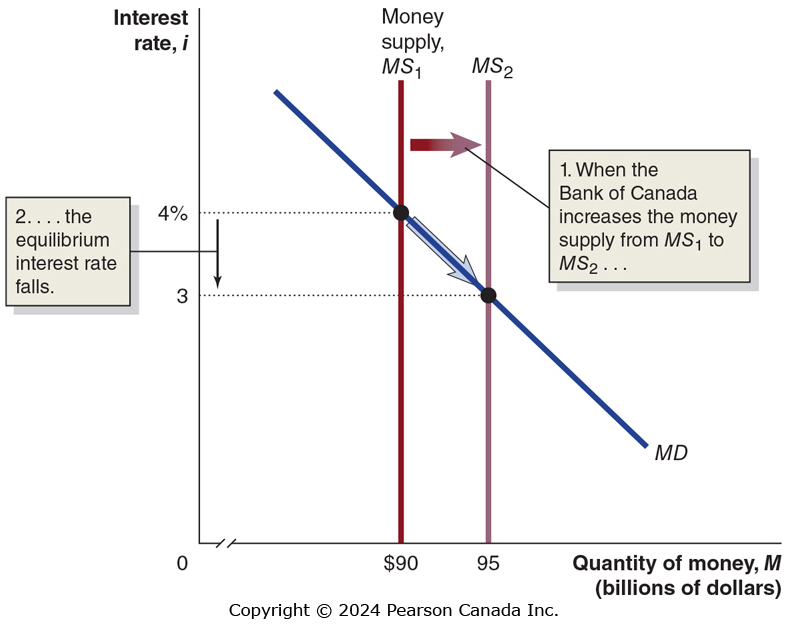 Interest
rate, i
Money
supply,
MS1
MS2
1. When the
Bank of Canada
increases the money
supply from MS1 to
MS2 . . .
2. . . . the
equilibrium
interest rate
falls.
4%
3
MD
0
$90
95
Quantity of money, M
(billions of dollars)
Copyright © 2024 Pearson Canada Inc.